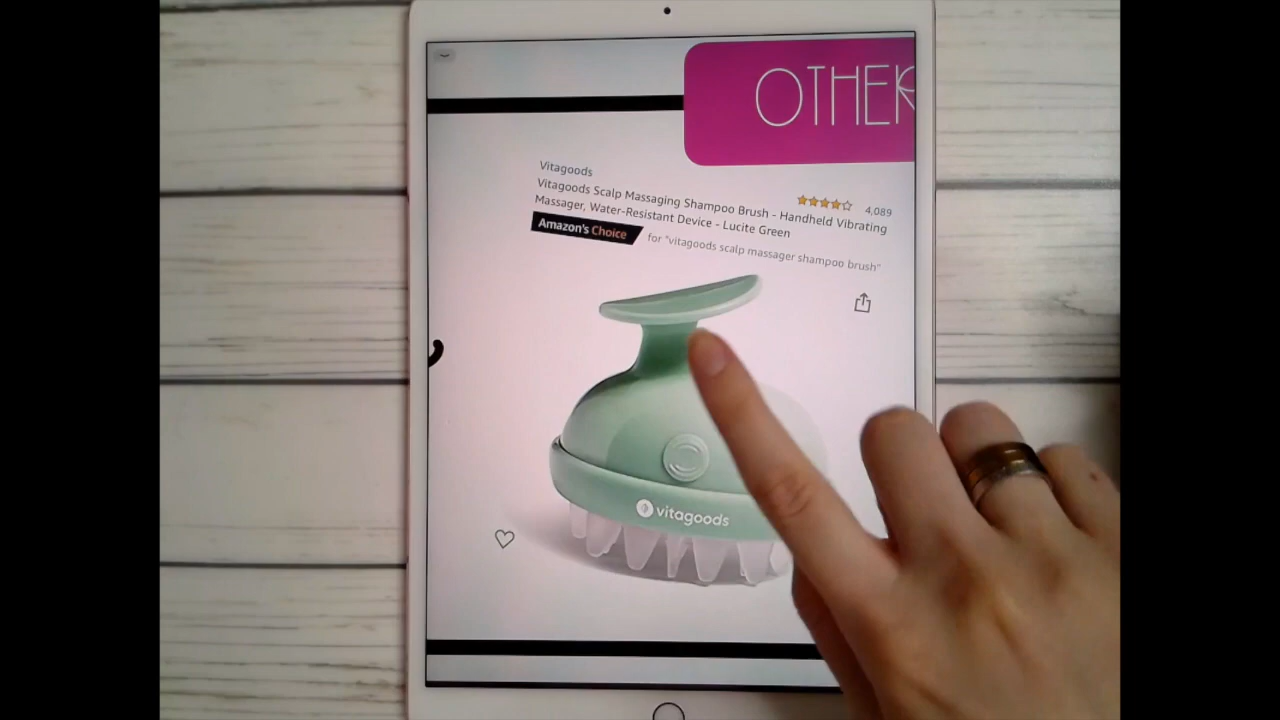 OTHER
Vitagoods
Vitagoods Scalp Massaging Shampoo Brush - Handheld Vibrating
Massager, Water-Resistant Device - Lucite Green
4,089
Amazon's Choice
for "vitagoods scalp massager shampoo brush"
vitagoods